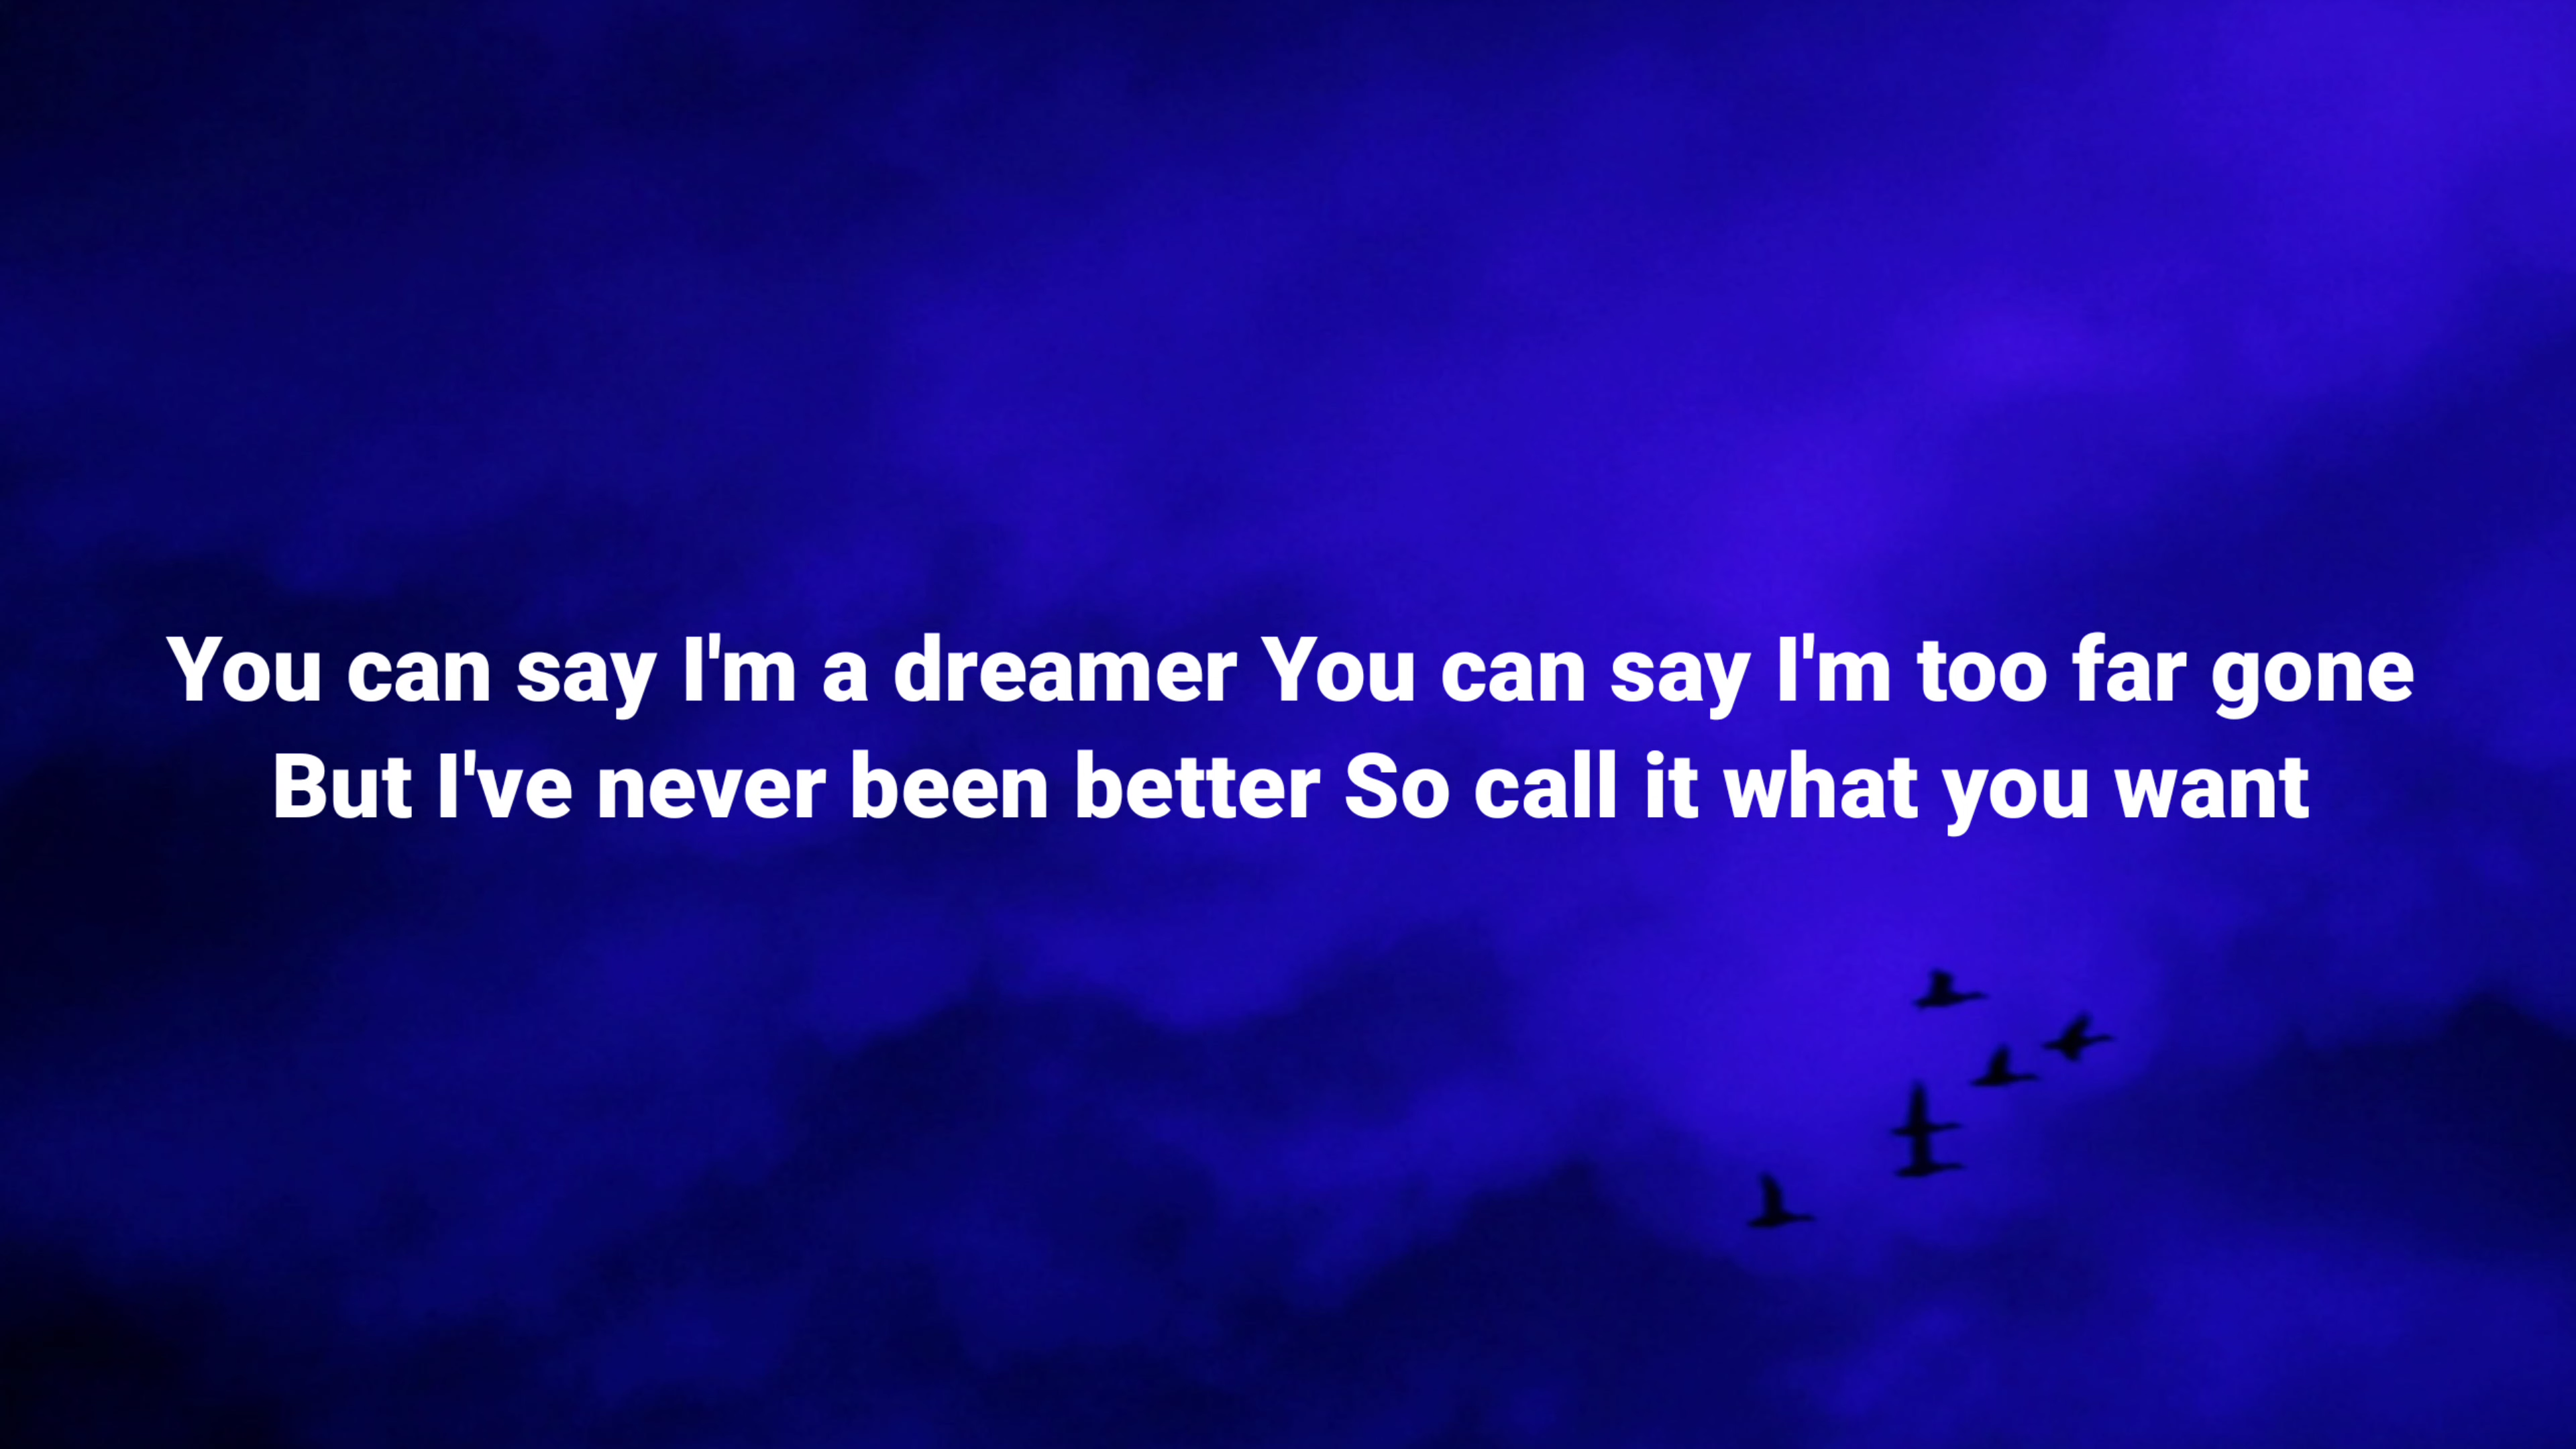 You can say I'm a dreamer You can say I'm too far gone
But I've never been better So call it what you want